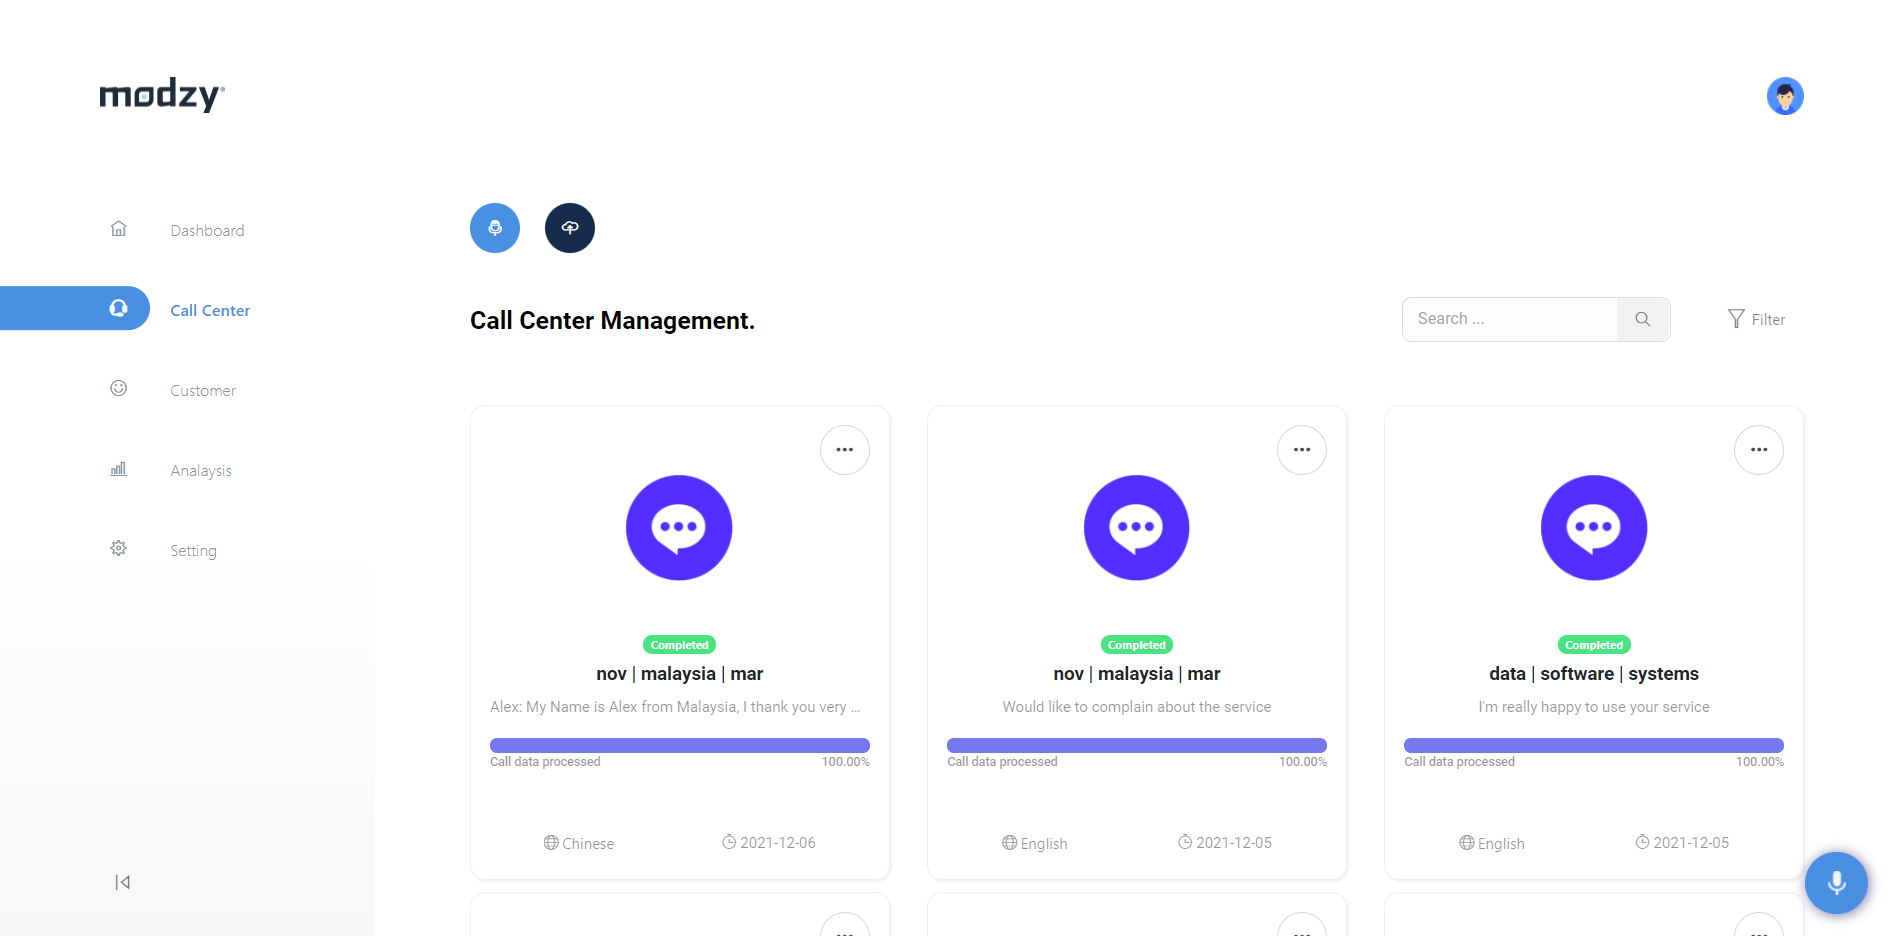 modzy
Dashboard
Call Center
Customer
Analaysis
Setting
Call Center Management.
Search ...
Filter
Completed
nov | malaysia | mar
Alex: My Name is Alex from Malaysia, I thank you very ...
Call data processed 100.00%
Chinese 2021-12-06
Completed
nov | malaysia | mar
Would like to complain about the service
Call data processed 100.00%
English 2021-12-05
Completed
data | software | systems
I'm really happy to use your service
Call data processed 100.00%
English 2021-12-05